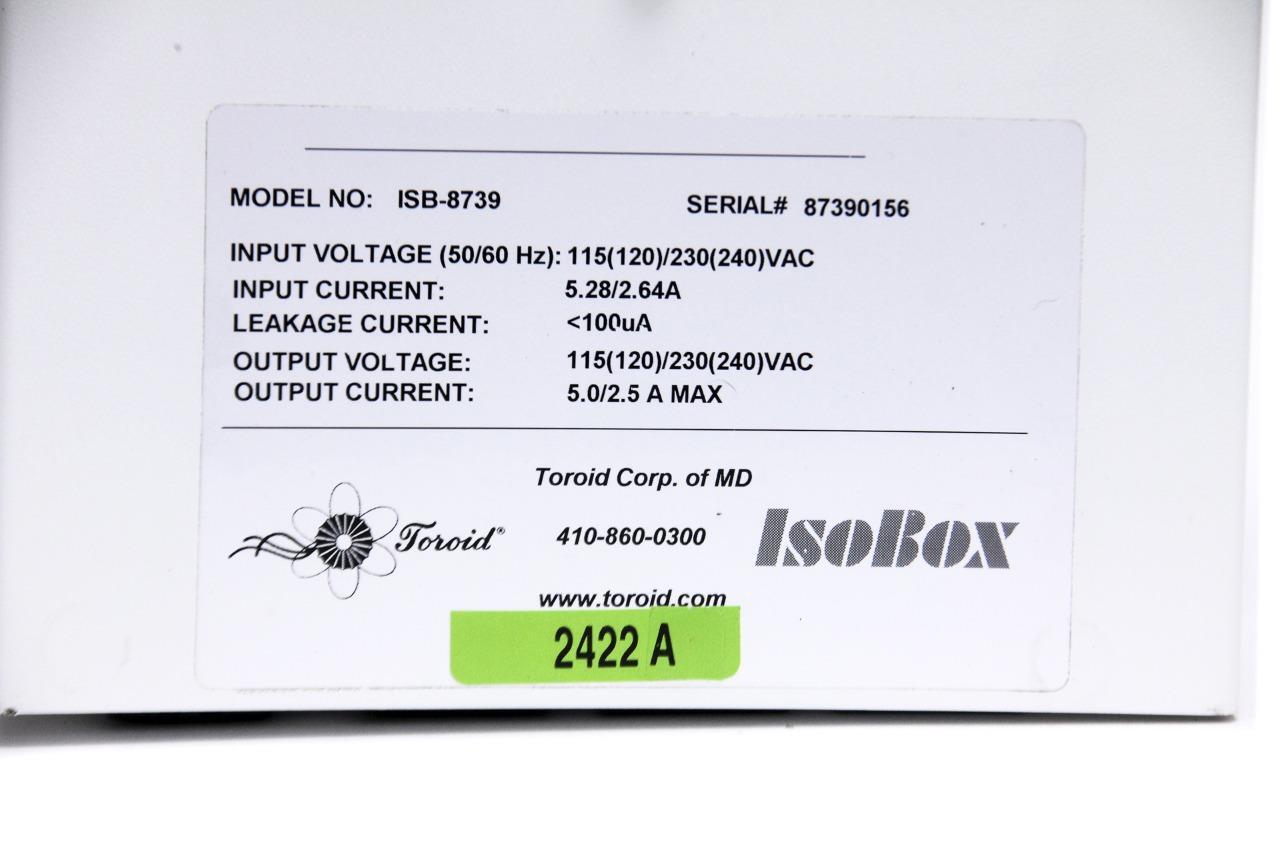 MODEL NO: ISB-8739 SERIAL# 87390156
INPUT VOLTAGE (50/60 Hz): 115(120)/230(240)VAC
INPUT CURRENT: 5.28/2.64A
LEAKAGE CURRENT: <100uA
OUTPUT VOLTAGE: 115(120)/230(240)VAC
OUTPUT CURRENT: 5.0/2.5 A MAX
Toroid Corp. of MD
Toroid® 410-860-0300 IsoBox
www.toroid.com
2422 A